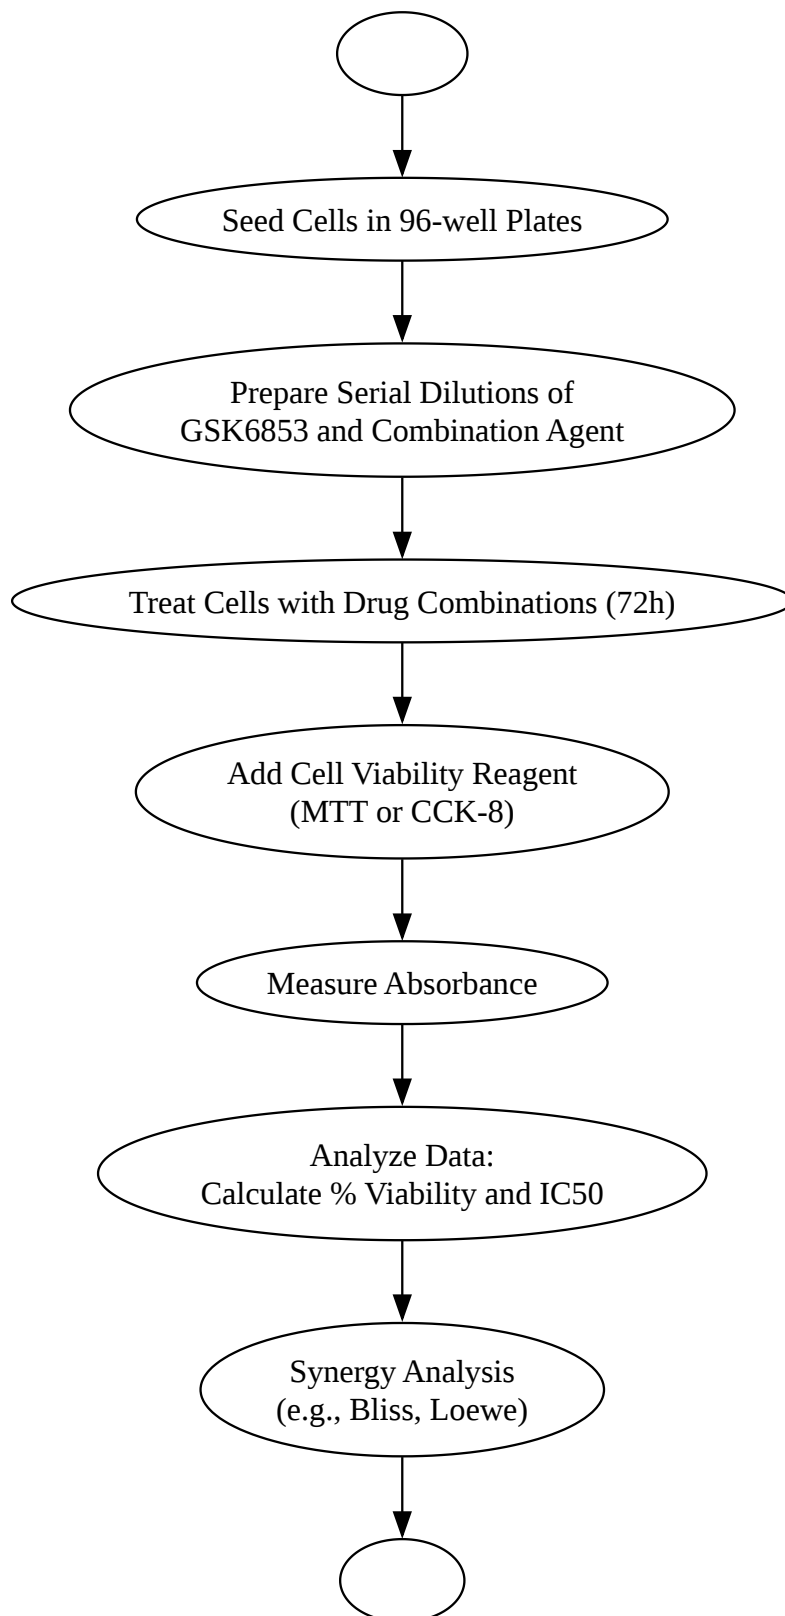 Seed Cells in 96-well Plates
Prepare Serial Dilutions of
GSK6853 and Combination Agent
Treat Cells with Drug Combinations (72h)
Add Cell Viability Reagent
(MTT or CCK-8)
Measure Absorbance
Analyze Data:
Calculate % Viability and IC50
Synergy Analysis
(e.g., Bliss, Loewe)